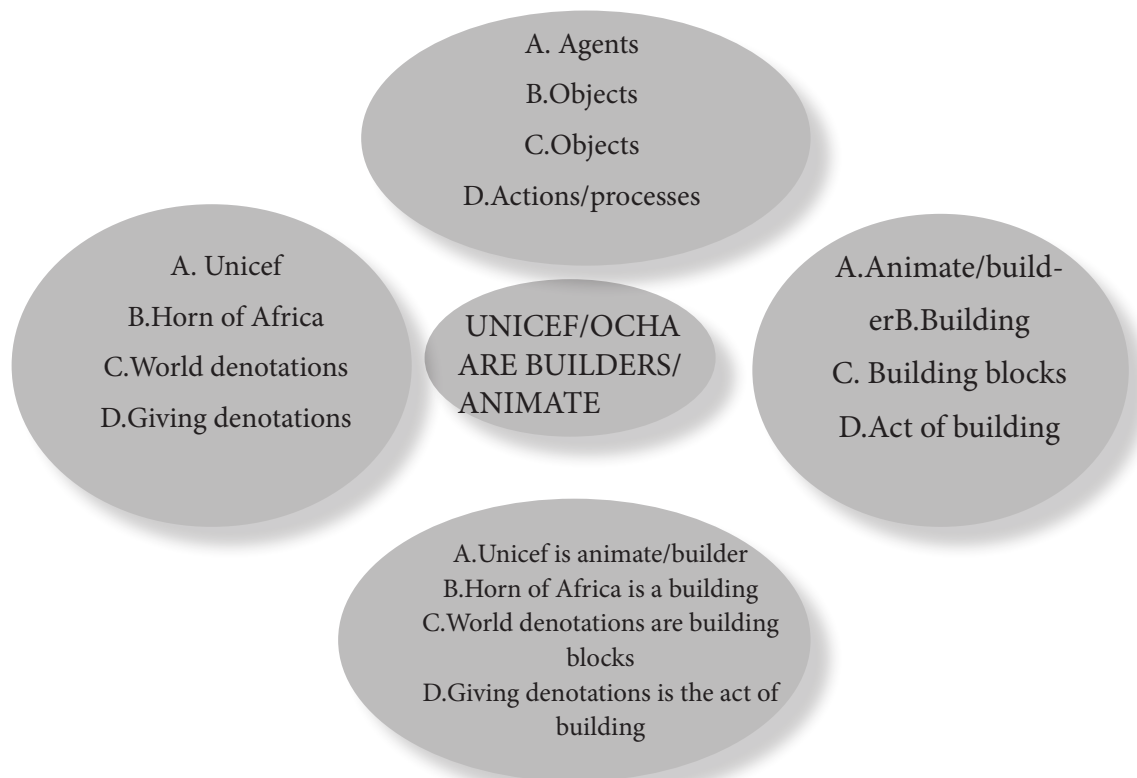 A. Agents
B.Objects
C.Objects
D.Actions/processes
A. Unicef
B.Horn of Africa
C.World denotations
D.Giving denotations
UNICEF/OCHA
ARE BUILDERS/
ANIMATE
A.Animate/build-
erB.Building
C. Building blocks
D.Act of building
A.Unicef is animate/builder
B.Horn of Africa is a building
C.World denotations are building
blocks
D.Giving denotations is the act of
building